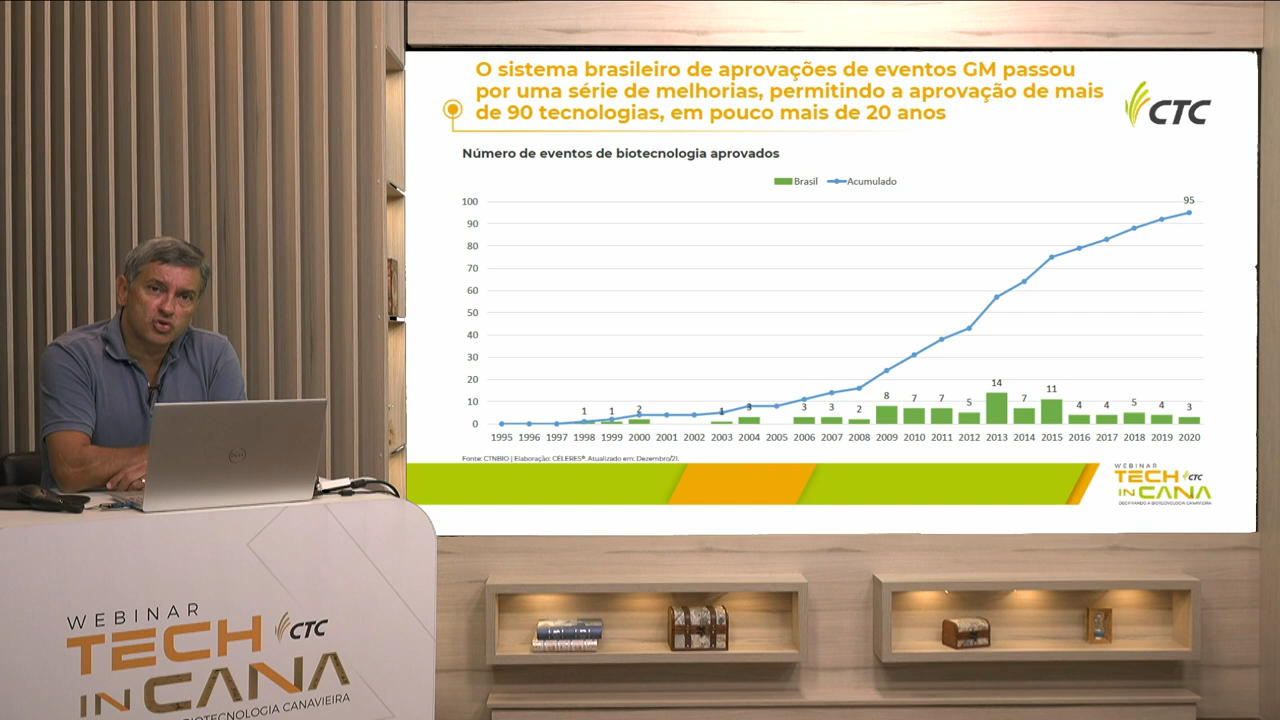 O sistema brasileiro de aprovações de eventos GM passou
por uma série de melhorias, permitindo a aprovação de mais
de 90 tecnologias, em pouco mais de 20 anos
CTC
Número de eventos de biotecnologia aprovados
Brasil Acumulado
100
90
80
70
60
50
40
30
20
10
0
1 1 2 1 3 3 3 2 8 7 7 5 14 7 11 4 4 5 4 3
95
1995 1996 1997 1998 1999 2000 2001 2002 2003 2004 2005 2006 2007 2008 2009 2010 2011 2012 2013 2014 2015 2016 2017 2018 2019 2020
Fonte: CTNBIO | Elaboração: CÉLERES®. Atualizado em: Dezembro/21.
WEBINAR
TECH CTC
IN CANA
DECIFRANDO A BIOTECNOLOGIA CANAVIEIRA
DELL
WEBINAR
TECH CTC
IN CANA
BIOTECNOLOGIA CANAVIEIRA